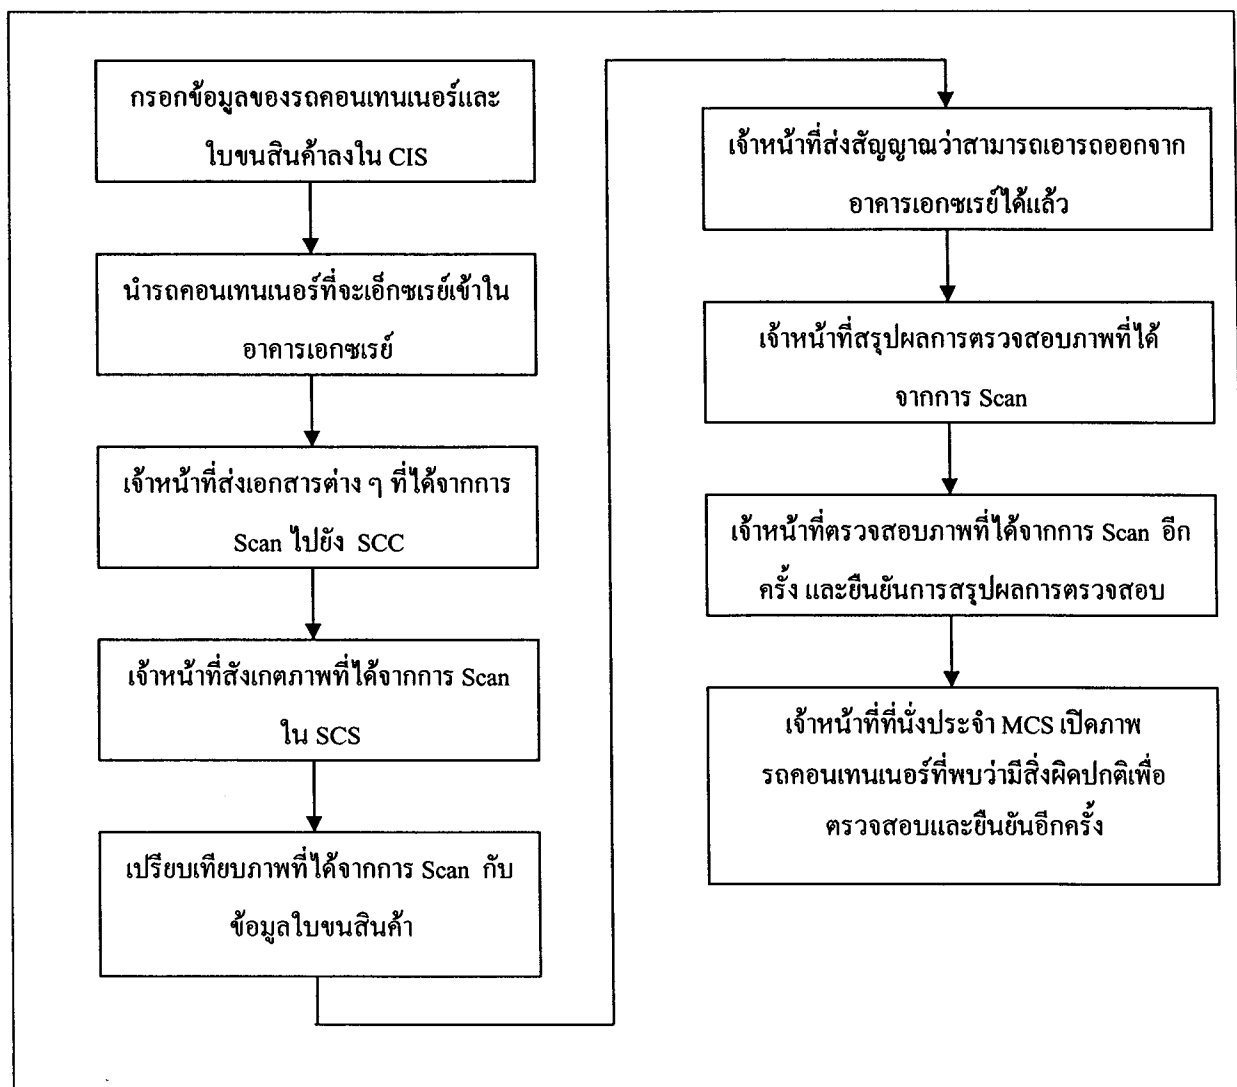 กรอกข้อมูลของรถคอนเทนเนอร์และ
ใบขนสินค้าลงใน CIS
นำรถคอนเทนเนอร์ที่จะเอ็กซเรย์เข้าใน
อาคารเอกซเรย์
เจ้าหน้าที่ส่งเอกสารต่าง ๆ ที่ได้จากการ
Scan ไปยัง SCC
เจ้าหน้าที่สังเกตภาพที่ได้จากการ Scan
ใน SCS
เปรียบเทียบภาพที่ได้จากการ Scan กับ
ข้อมูลใบขนสินค้า
เจ้าหน้าที่ส่งสัญญาณว่าสามารถเอารถออกจาก
อาคารเอกซเรย์ได้แล้ว
เจ้าหน้าที่สรุปผลการตรวจสอบภาพที่ได้
จากการ Scan
เจ้าหน้าที่ตรวจสอบภาพที่ได้จากการ Scan อีก
ครั้ง และยืนยันการสรุปผลการตรวจสอบ
เจ้าหน้าที่ที่นั่งประจำ MCS เปิดภาพ
รถคอนเทนเนอร์ที่พบว่ามีสิ่งผิดปกติเพื่อ
ตรวจสอบและยืนยันอีกครั้ง